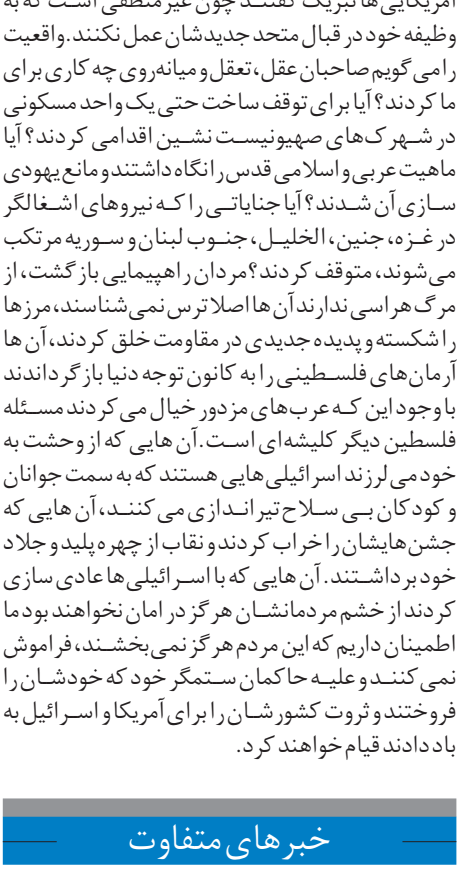 آمریکایی‌ها تبریک گفتند چون غیرمنطقی است که به
وظیفه خود در قبال متحد جدیدشان عمل نکنند. واقعیت
را می‌گویم صاحبان عقل، تعقل و میانه‌روی چه کاری برای
ما کردند؟ آیا برای توقف ساخت حتی یک واحد مسکونی
در شهرک‌های صهیونیست نشین اقدامی کردند؟ آیا
ماهیت عربی و اسلامی قدس را نگاه داشتند و مانع یهودی
سازی آن شدند؟ آیا جنایاتی را که نیروهای اشغالگر
در غزه، جنین، الخلیل، جنوب لبنان و سوریه مرتکب
می‌شوند، متوقف کردند؟ مردان راهپیمایی بازگشت، از
مرگ هراسی ندارند آن ها اصلا ترس نمی‌شناسند، مرزها
را شکسته و پدیده جدیدی در مقاومت خلق کردند، آن ها
آرمان‌های فلسطینی را به کانون توجه دنیا بازگرداندند
با وجود این که عرب‌های مزدور خیال می‌کردند مسئله
فلسطین دیگر کلیشه‌ای است. آن هایی که از وحشت به
خود می‌لرزند اسرائیلی‌هایی هستند که به سمت جوانان
و کودکان بی سلاح تیراندازی می کنند، آن هایی که
جشن‌هایشان را خراب کردند و نقاب از چهره پلید و جلاد
خود برداشتند. آن هایی که با اسرائیلی‌ها عادی سازی
کردند از خشم مردمانشان هرگز در امان نخواهند بود ما
اطمینان داریم که این مردم هرگز نمی‌بخشند، فراموش
نمی کنند و علیه حاکمان ستمگر خود که خودشان را
فروختند و ثروت کشورشان را برای آمریکا و اسرائیل به
باد دادند قیام خواهند کرد.
خبرهای متفاوت